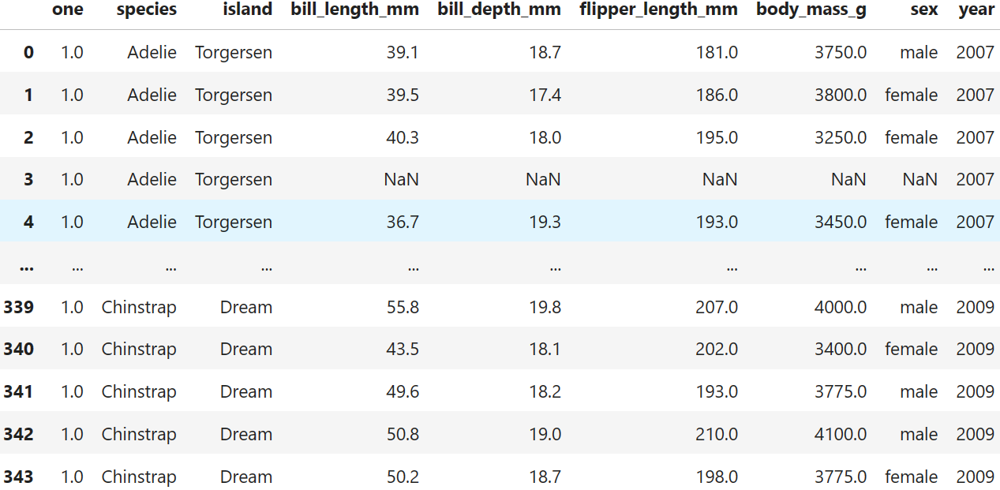 one species island bill_length_mm bill_depth_mm flipper_length_mm body_mass_g sex year
0 1.0 Adelie Torgersen 39.1 18.7 181.0 3750.0 male 2007
1 1.0 Adelie Torgersen 39.5 17.4 186.0 3800.0 female 2007
2 1.0 Adelie Torgersen 40.3 18.0 195.0 3250.0 female 2007
3 1.0 Adelie Torgersen NaN NaN NaN NaN NaN 2007
4 1.0 Adelie Torgersen 36.7 19.3 193.0 3450.0 female 2007
... ... ... ... ... ... ... ... ... ...
339 1.0 Chinstrap Dream 55.8 19.8 207.0 4000.0 male 2009
340 1.0 Chinstrap Dream 43.5 18.1 202.0 3400.0 female 2009
341 1.0 Chinstrap Dream 49.6 18.2 193.0 3775.0 male 2009
342 1.0 Chinstrap Dream 50.8 19.0 210.0 4100.0 male 2009
343 1.0 Chinstrap Dream 50.2 18.7 198.0 3775.0 female 2009